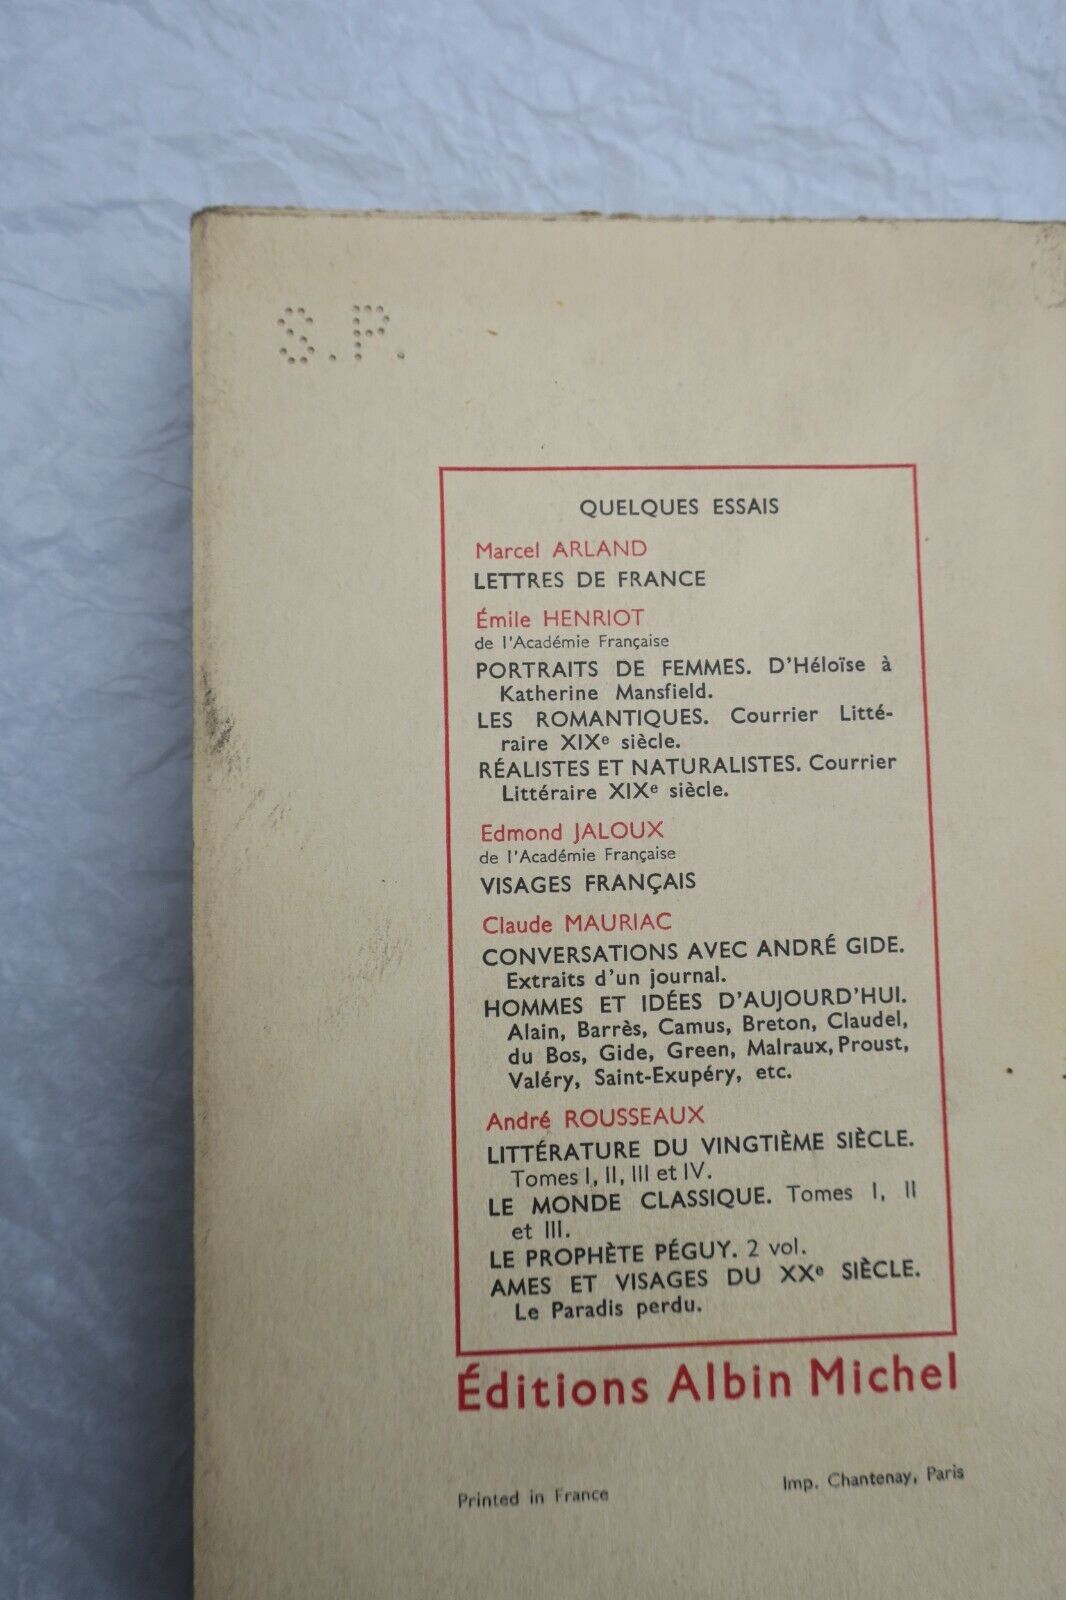 S.P.
QUELQUES ESSAIS
Marcel ARLAND
LETTRES DE FRANCE
Émile HENRIOT
de l'Académie Française
PORTRAITS DE FEMMES. D'Héloïse à
Katherine Mansfield.
LES ROMANTIQUES. Courrier Litté-
raire XIXe siècle.
RÉALISTES ET NATURALISTES. Courrier
Littéraire XIXe siècle.
Edmond JALOUX
de l'Académie Française
VISAGES FRANÇAIS
Claude MAURIAC
CONVERSATIONS AVEC ANDRÉ GIDE.
Extraits d'un journal.
HOMMES ET IDÉES D'AUJOURD'HUI.
Alain, Barrès, Camus, Breton, Claudel,
du Bos, Gide, Green, Malraux, Proust,
Valéry, Saint-Exupéry, etc.
André ROUSSEAUX
LITTÉRATURE DU VINGTIÈME SIÈCLE.
Tomes I, II, III et IV.
LE MONDE CLASSIQUE. Tomes I, II
et III.
LE PROPHÈTE PÉGUY. 2 vol.
AMES ET VISAGES DU XXe SIÈCLE.
Le Paradis perdu.
Éditions Albin Michel
Printed in France
Imp. Chantenay, Paris